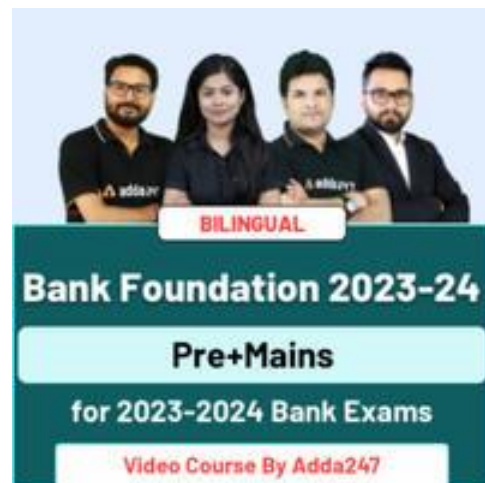 BILINGUAL
Bank Foundation 2023-24
Pre+Mains
for 2023-2024 Bank Exams
Video Course By Adda247